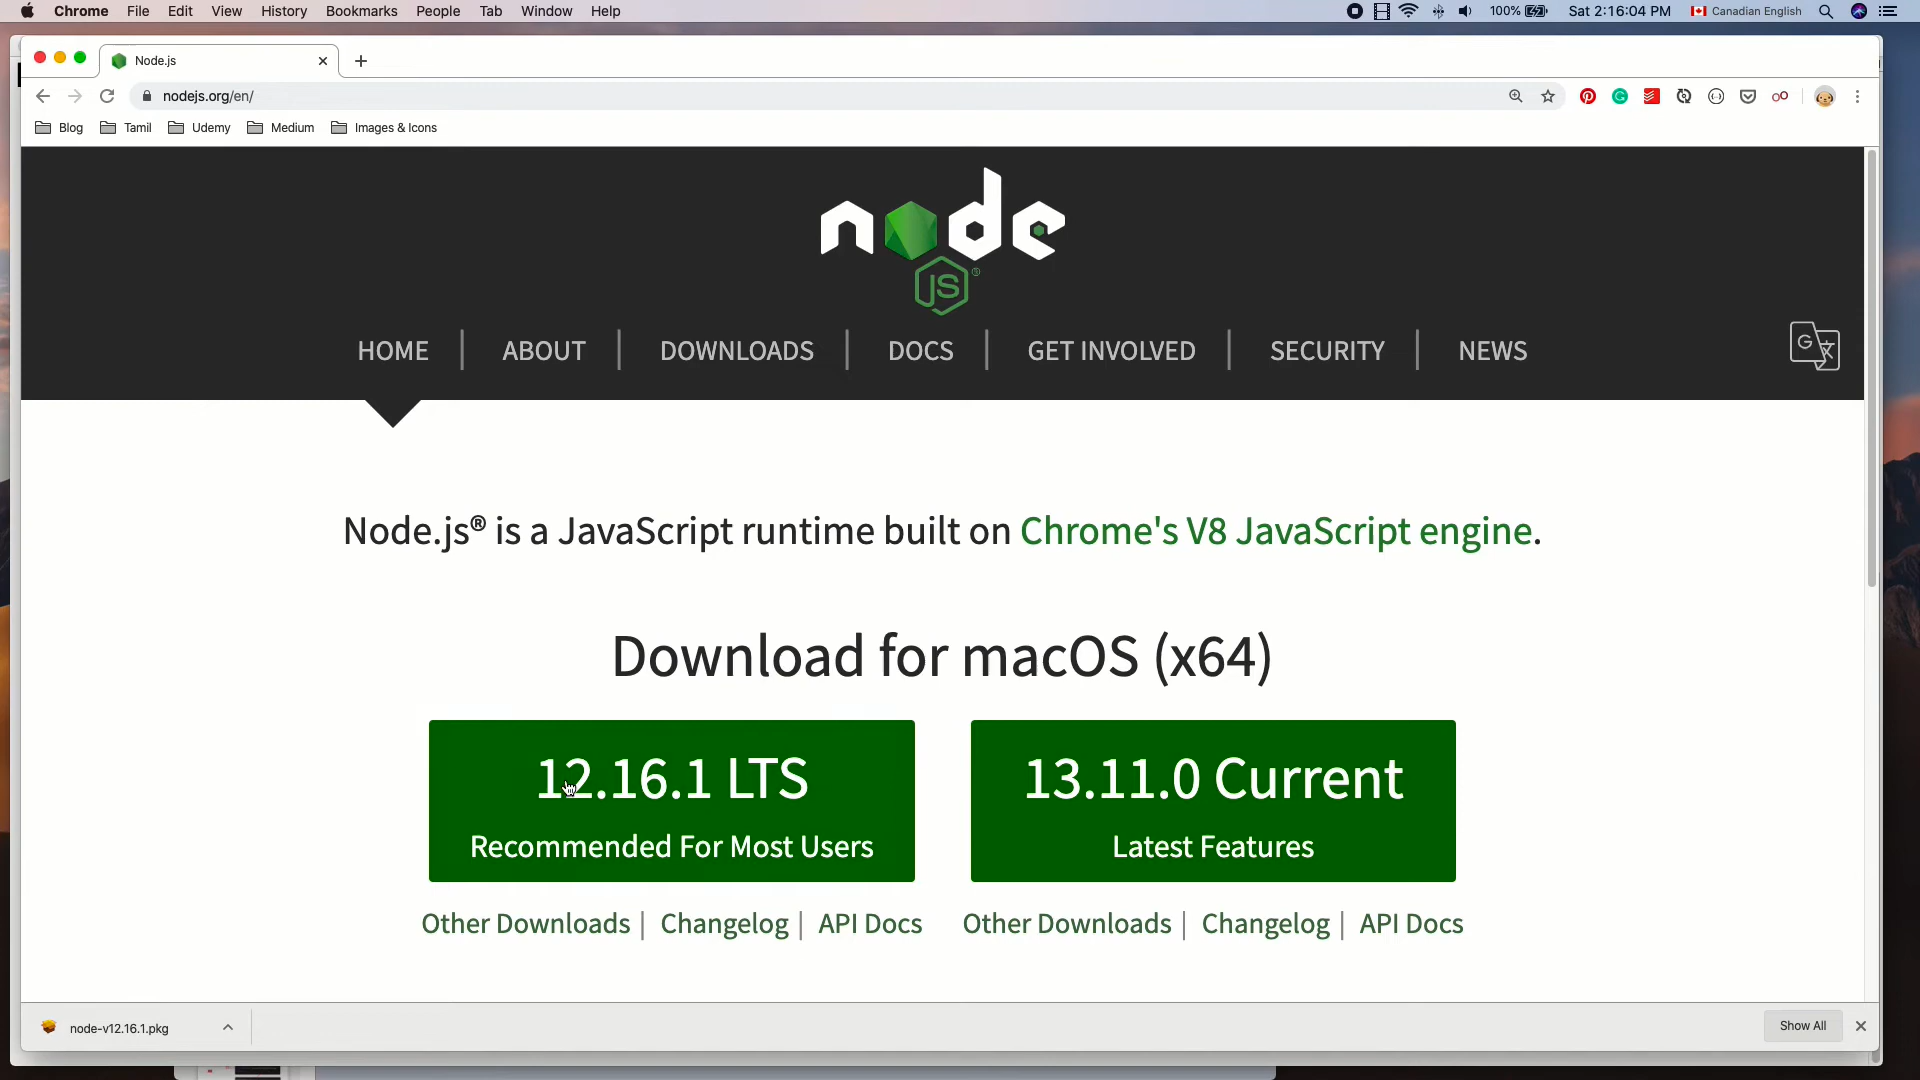 Chrome File Edit View History Bookmarks People Tab Window Help 100% Sat 2:16:04 PM Canadian English
Node.js
nodejs.org/en/
Blog Tamil Udemy Medium Images & Icons
node
JS
HOME | ABOUT | DOWNLOADS | DOCS | GET INVOLVED | SECURITY | NEWS
Node.js® is a JavaScript runtime built on Chrome's V8 JavaScript engine.
Download for macOS (x64)
12.16.1 LTS
Recommended For Most Users
13.11.0 Current
Latest Features
Other Downloads | Changelog | API Docs
Other Downloads | Changelog | API Docs
node-v12.16.1.pkg
Show All